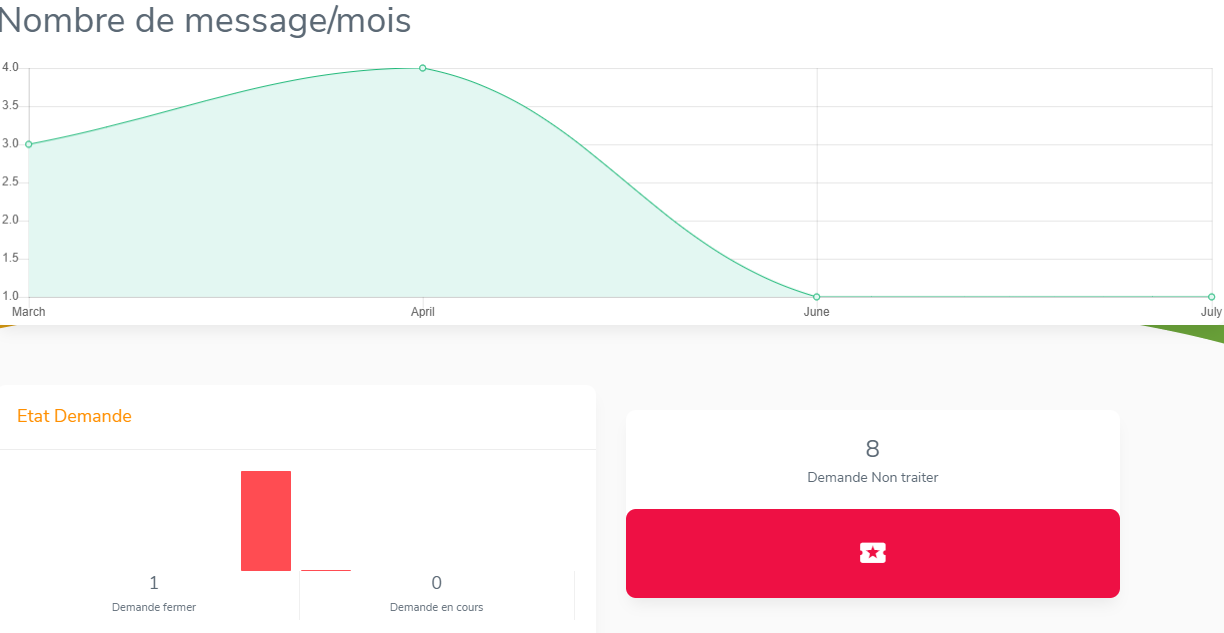 Nombre de message/mois
4.0
3.5
3.0
2.5
2.0
1.5
1.0
March April June July
Etat Demande
8
Demande Non traiter
1 0
Demande fermer Demande en cours